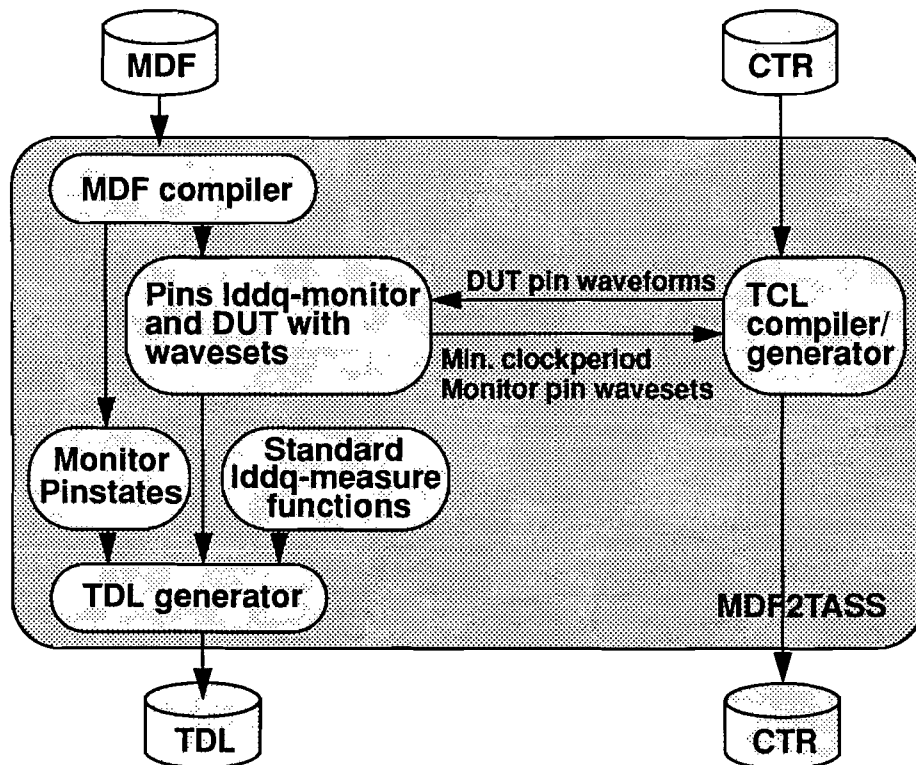 MDF
CTR
MDF compiler
Pins Iddq-monitor
and DUT with
wavesets
DUT pin waveforms
TCL
compiler/
generator
Min. clockperiod
Monitor pin wavesets
Monitor
Pinstates
Standard
Iddq-measure
functions
TDL generator
MDF2TASS
TDL
CTR